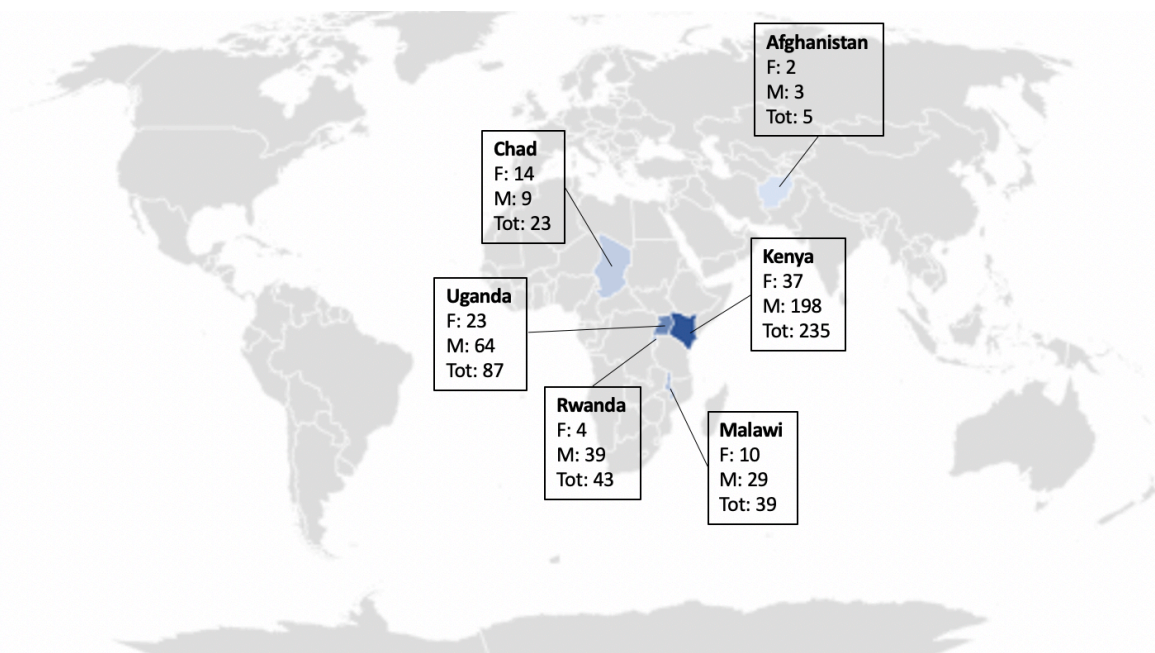 Afghanistan
F: 2
M: 3
Tot: 5
Chad
F: 14
M: 9
Tot: 23
Kenya
F: 37
M: 198
Tot: 235
Uganda
F: 23
M: 64
Tot: 87
Rwanda
F: 4
M: 39
Tot: 43
Malawi
F: 10
M: 29
Tot: 39